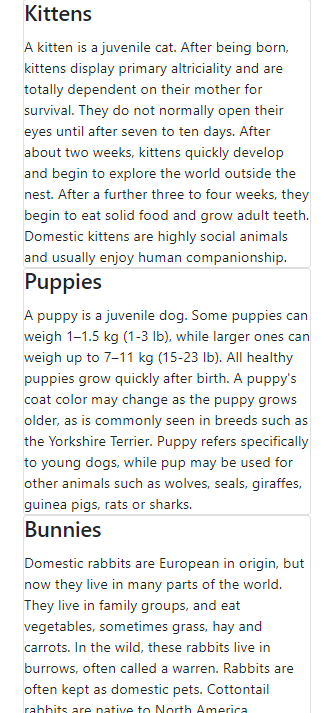 Kittens
A kitten is a juvenile cat. After being born,
kittens display primary altriciality and are
totally dependent on their mother for
survival. They do not normally open their
eyes until after seven to ten days. After
about two weeks, kittens quickly develop
and begin to explore the world outside the
nest. After a further three to four weeks, they
begin to eat solid food and grow adult teeth.
Domestic kittens are highly social animals
and usually enjoy human companionship.
Puppies
A puppy is a juvenile dog. Some puppies can
weigh 1–1.5 kg (1-3 lb), while larger ones can
weigh up to 7–11 kg (15-23 lb). All healthy
puppies grow quickly after birth. A puppy's
coat color may change as the puppy grows
older, as is commonly seen in breeds such as
the Yorkshire Terrier. Puppy refers specifically
to young dogs, while pup may be used for
other animals such as wolves, seals, giraffes,
guinea pigs, rats or sharks.
Bunnies
Domestic rabbits are European in origin, but
now they live in many parts of the world.
They live in family groups, and eat
vegetables, sometimes grass, hay and
carrots. In the wild, these rabbits live in
burrows, often called a warren. Rabbits are
often kept as domestic pets. Cottontail
rabbits are native to North America